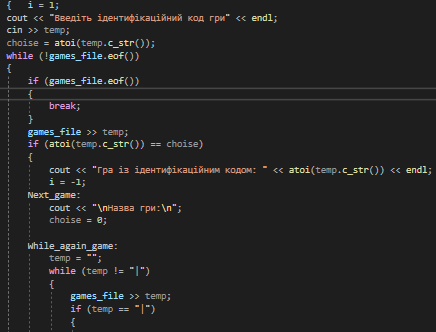 {   i = 1;
cout << "Введіть ідентифікаційний код гри" << endl;
cin >> temp;
choise = atoi(temp.c_str());
while (!games_file.eof())
{
    if (games_file.eof())
    {
        break;
    }
    games_file >> temp;
    if (atoi(temp.c_str()) == choise)
    {
        cout << "Гра із ідентифікаційним кодом: " << atoi(temp.c_str()) << endl;
        i = -1;
    Next_game:
        cout << "\nНазва гри:\n";
        choise = 0;

    While_again_game:
        temp = "";
        while (temp != "|")
        {
            games_file >> temp;
            if (temp == "|")
            {